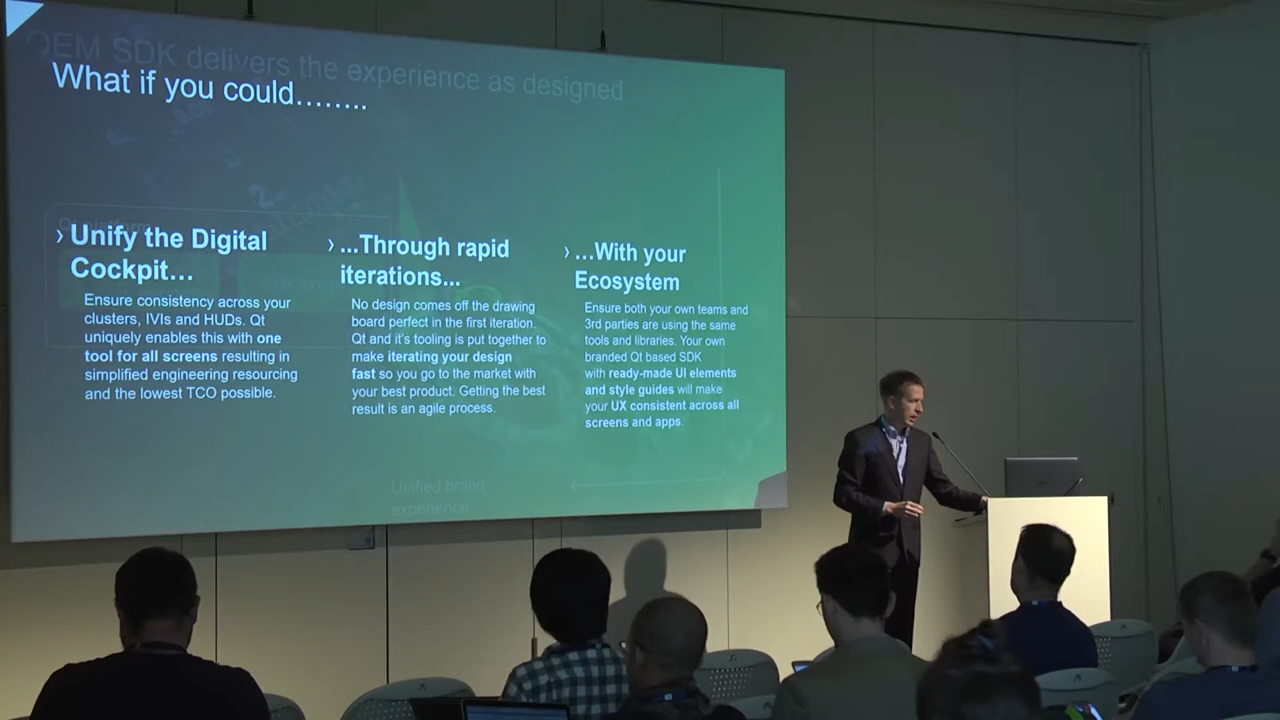 OEM SDK delivers the experience as designed
What if you could........
› Unify the Digital
Cockpit…
Ensure consistency across your
clusters, IVIs and HUDs. Qt
uniquely enables this with one
tool for all screens resulting in
simplified engineering resourcing
and the lowest TCO possible.
› ...Through rapid
iterations...
No design comes off the drawing
board perfect in the first iteration.
Qt and it's tooling is put together to
make iterating your design
fast so you go to the market with
your best product. Getting the best
result is an agile process.
› …With your
Ecosystem
Ensure both your own teams and
3rd parties are using the same
tools and libraries. Your own
branded Qt based SDK
with ready-made UI elements
and style guides will make
your UX consistent across all
screens and apps.
Unified brand
experience